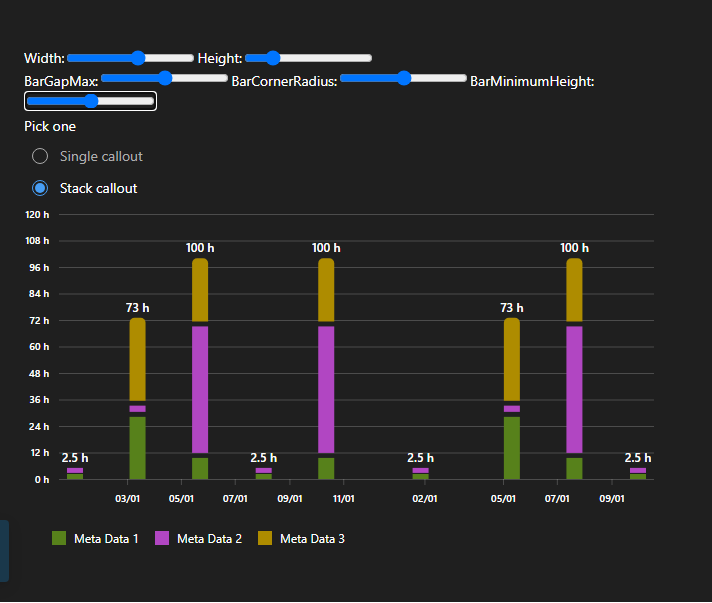 Width: Height:
BarGapMax: BarCornerRadius: BarMinimumHeight:
Pick one
Single callout
Stack callout
120 h
108 h
100 h 100 h 100 h
96 h
84 h
73 h 73 h
72 h
60 h
48 h
36 h
24 h
12 h
2.5 h 2.5 h 2.5 h 2.5 h
0 h
03/01 05/01 07/01 09/01 11/01 02/01 05/01 07/01 09/01
Meta Data 1 Meta Data 2 Meta Data 3